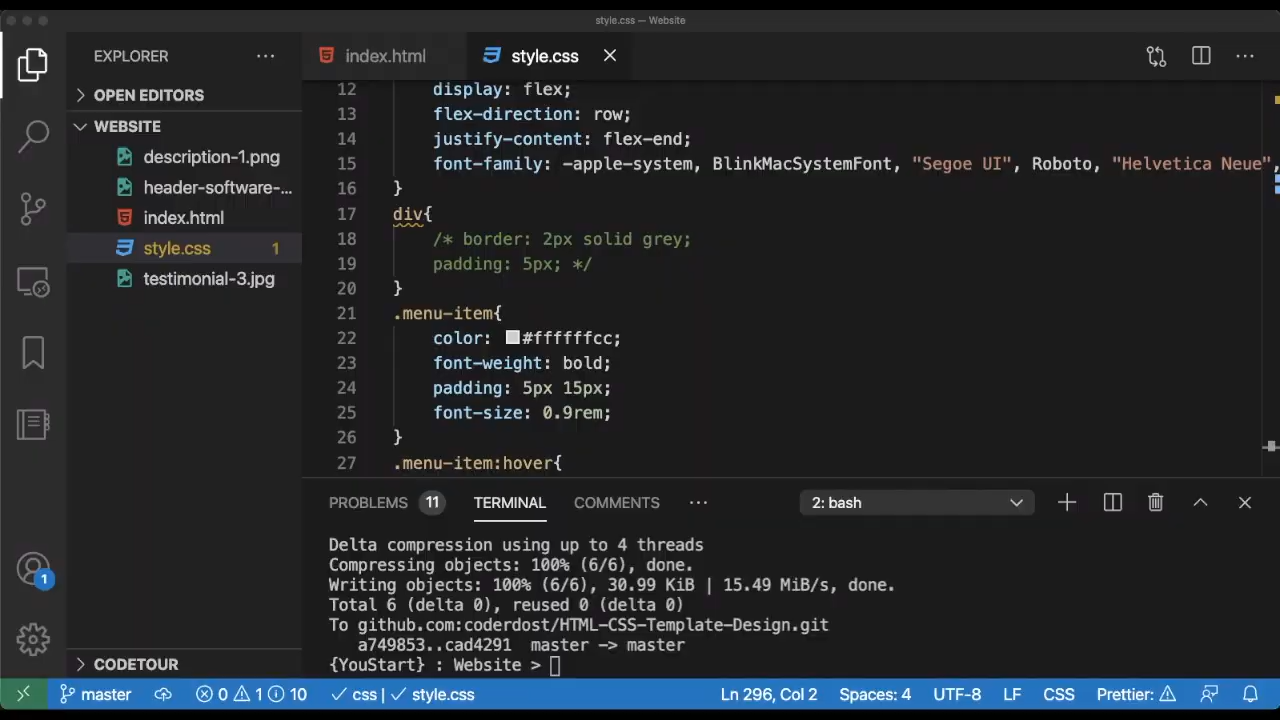 style.css — Website
EXPLORER
OPEN EDITORS
WEBSITE
description-1.png
header-software-...
index.html
style.css 1
testimonial-3.jpg
CODETOUR
index.html
style.css
12 display: flex;
13 flex-direction: row;
14 justify-content: flex-end;
15 font-family: -apple-system, BlinkMacSystemFont, "Segoe UI", Roboto, "Helvetica Neue",
16 }
17 div{
18 /* border: 2px solid grey;
19 padding: 5px; */
20 }
21 .menu-item{
22 color: #ffffffcc;
23 font-weight: bold;
24 padding: 5px 15px;
25 font-size: 0.9rem;
26 }
27 .menu-item:hover{
PROBLEMS 11 TERMINAL COMMENTS ... 2: bash
Delta compression using up to 4 threads
Compressing objects: 100% (6/6), done.
Writing objects: 100% (6/6), 30.99 KiB | 15.49 MiB/s, done.
Total 6 (delta 0), reused 0 (delta 0)
To github.com:coderdost/HTML-CSS-Template-Design.git
a749853..cad4291 master -> master
{YouStart} : Website >
1
master 0 1 10 css | style.css Ln 296, Col 2 Spaces: 4 UTF-8 LF CSS Prettier: